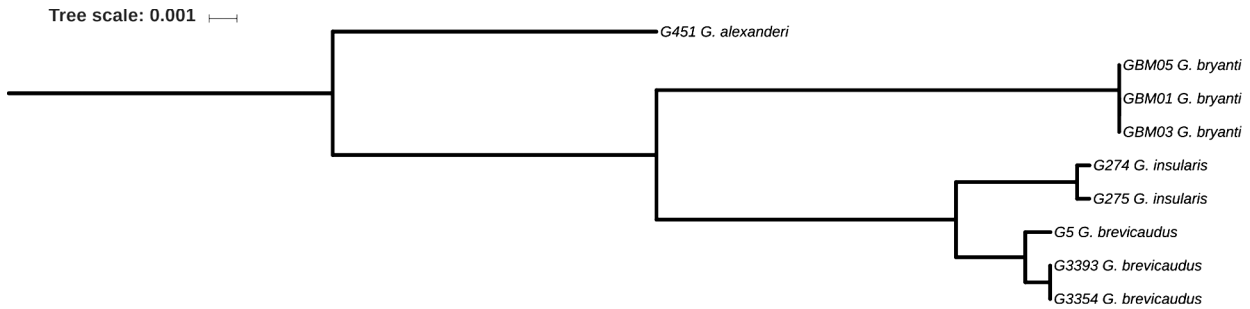 Tree scale: 0.001
G451 G. alexanderi
GBM05 G. bryanti
GBM01 G. bryanti
GBM03 G. bryanti
G274 G. insularis
G275 G. insularis
G5 G. brevicaudus
G3393 G. brevicaudus
G3354 G. brevicaudus